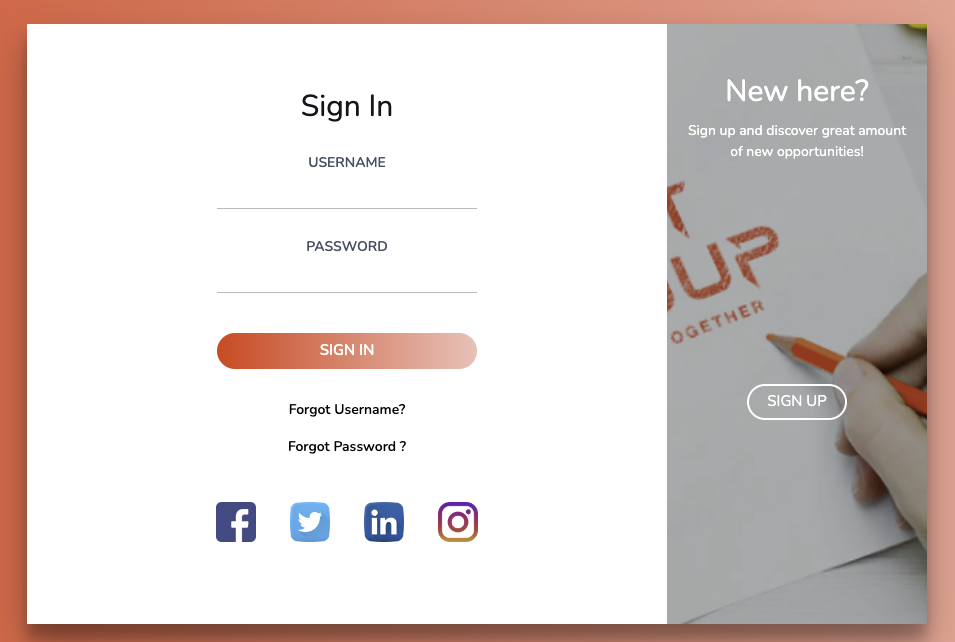 Sign In
USERNAME
PASSWORD
SIGN IN
Forgot Username?
Forgot Password ?
New here?
Sign up and discover great amount
of new opportunities!
T
UP
OGETHER
SIGN UP